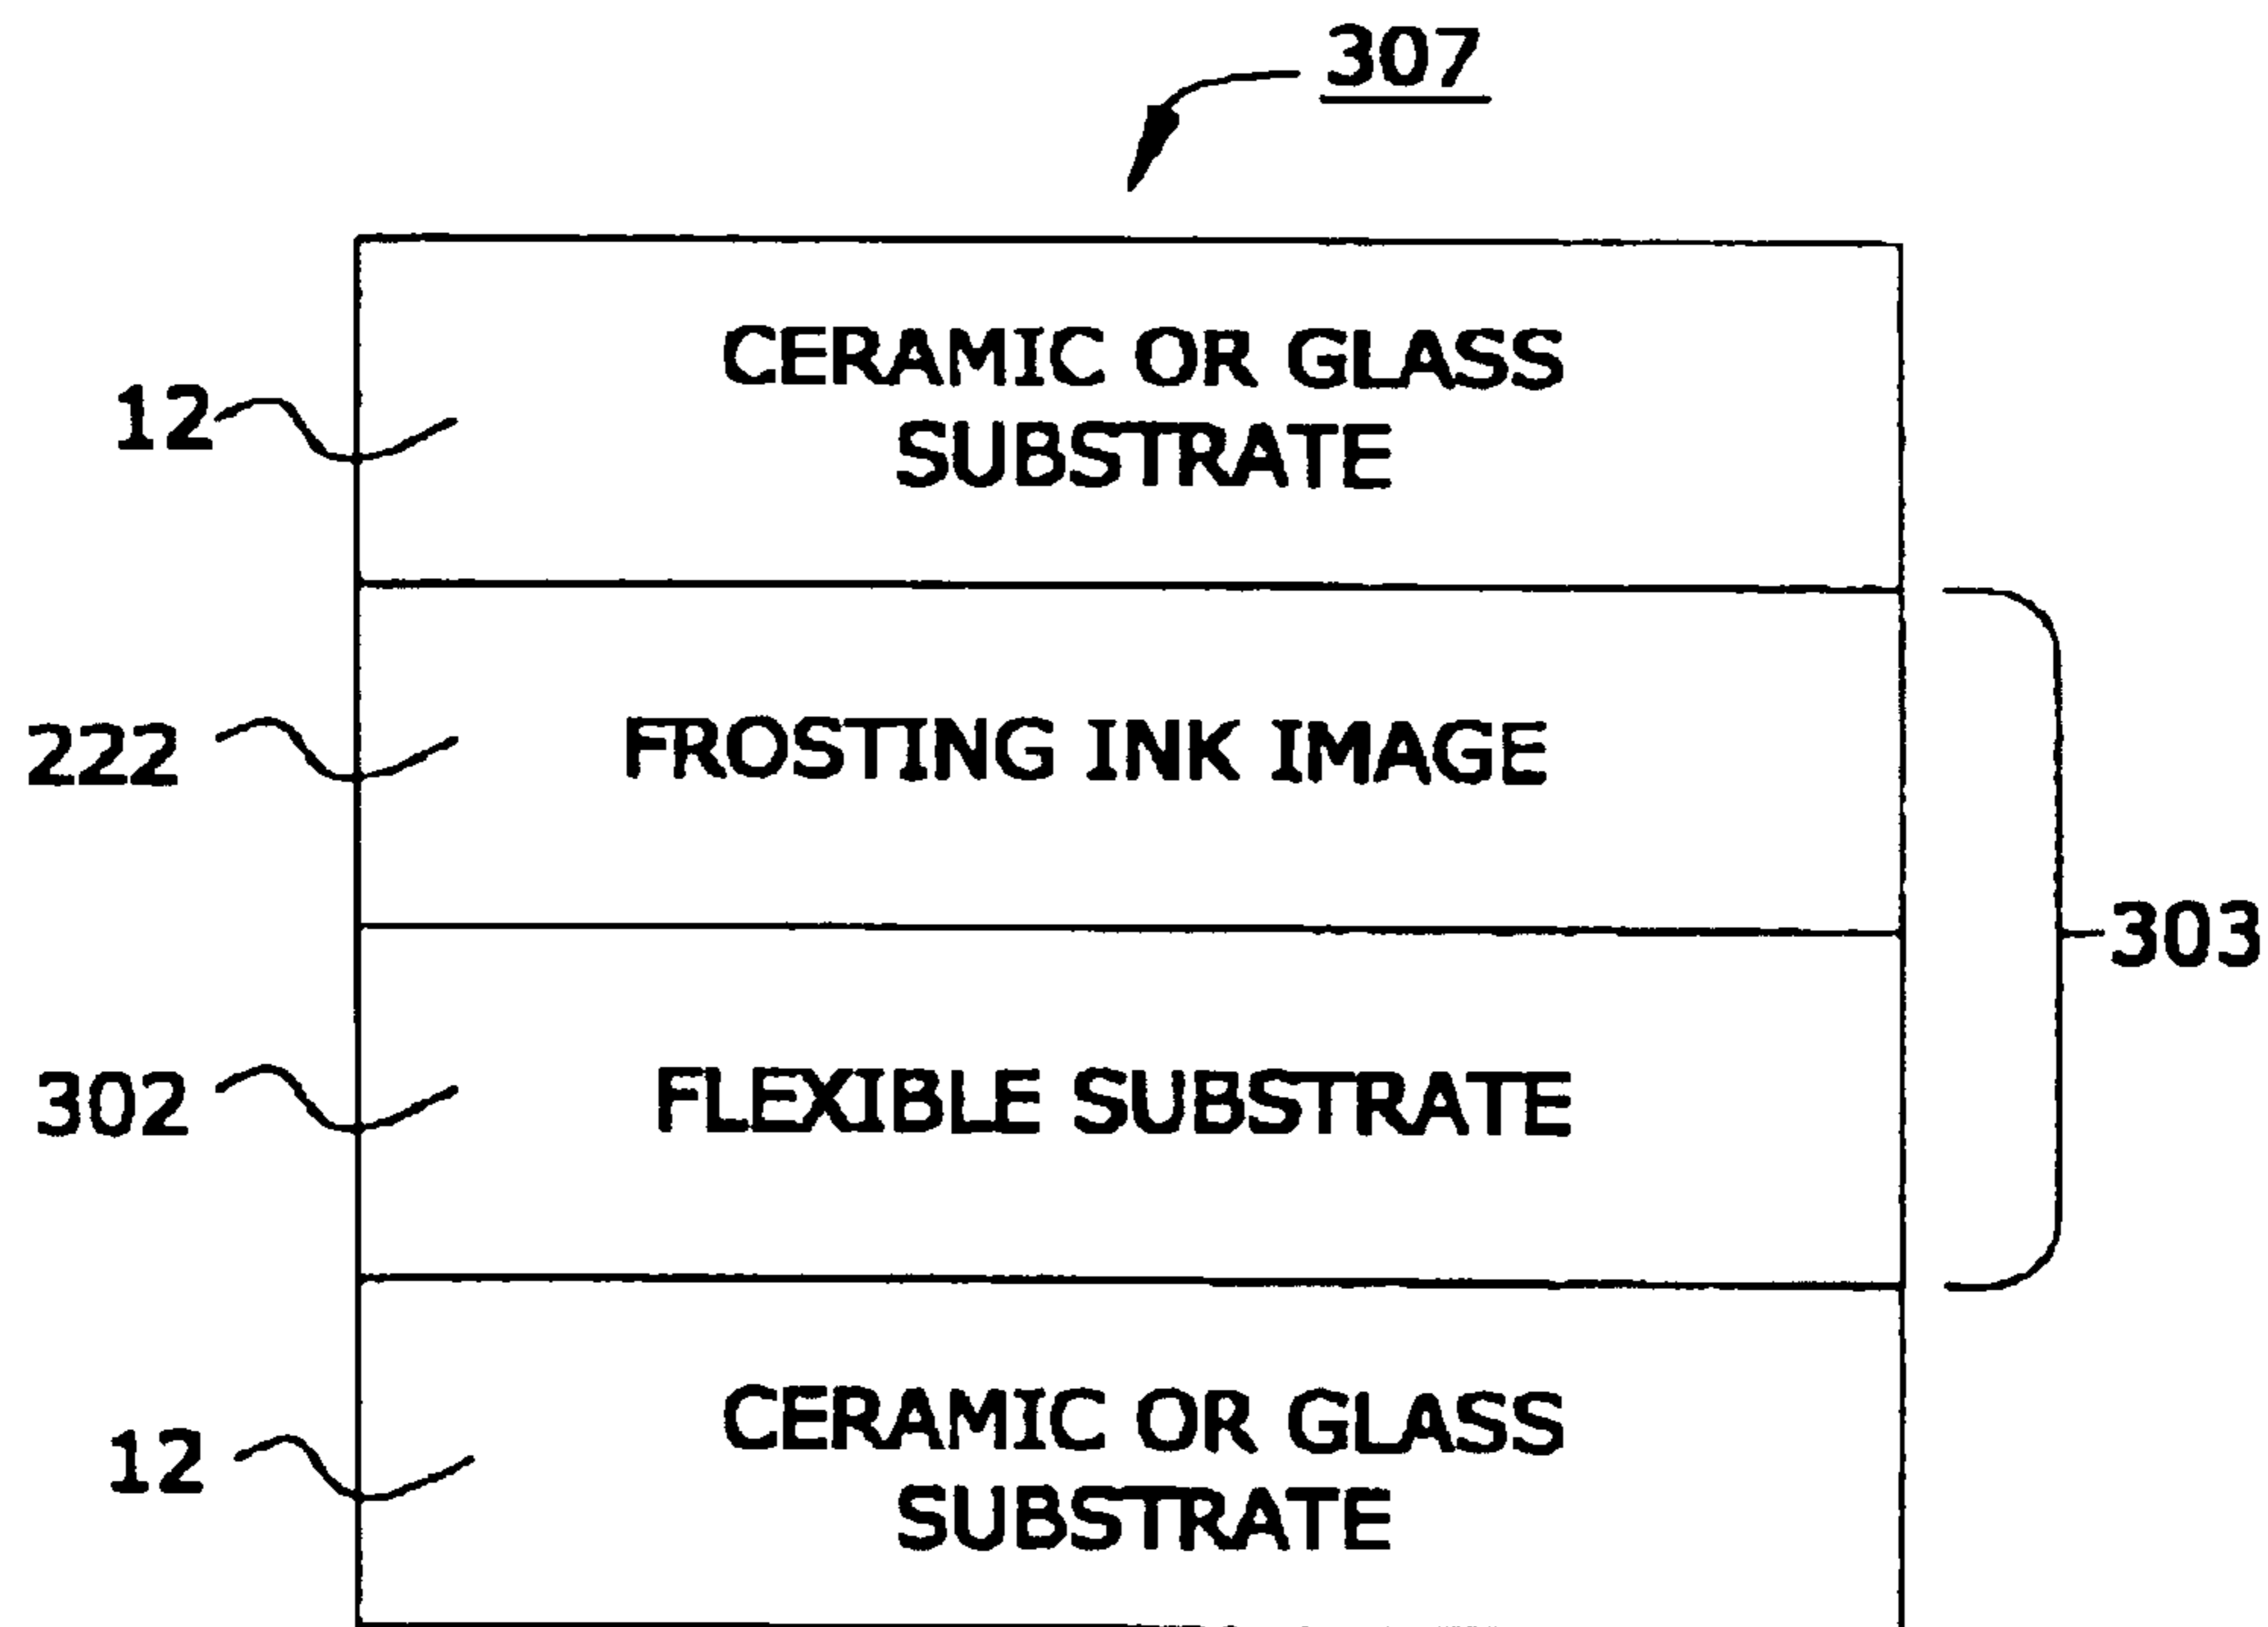 307
CERAMIC OR GLASS
SUBSTRATE
12
FROSTING INK IMAGE
222
303
FLEXIBLE SUBSTRATE
302
CERAMIC OR GLASS
SUBSTRATE
12